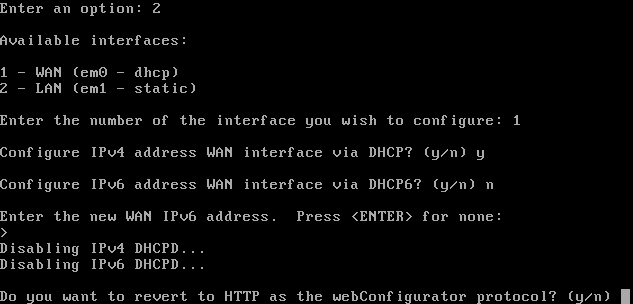 Enter an option: 2
Available interfaces:
1 - WAN (em0 - dhcp)
2 - LAN (em1 - static)
Enter the number of the interface you wish to configure: 1
Configure IPv4 address WAN interface via DHCP? (y/n) y
Configure IPv6 address WAN interface via DHCP6? (y/n) n
Enter the new WAN IPv6 address.  Press <ENTER> for none:
>
Disabling IPv4 DHCPD...
Disabling IPv6 DHCPD...
Do you want to revert to HTTP as the webConfigurator protocol? (y/n)